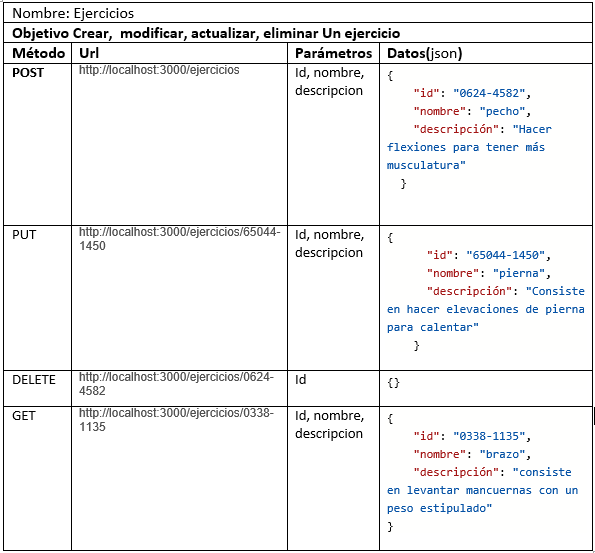 Nombre: Ejercicios
Objetivo Crear,  modificar, actualizar, eliminar Un ejercicio
Método Url Parámetros Datos(json)
POST http://localhost:3000/ejercicios Id, nombre,
descripcion
{
"id": "0624-4582",
"nombre": "pecho",
"descripción": "Hacer
flexiones para tener más
musculatura"
}
PUT http://localhost:3000/ejercicios/65044-
1450
Id, nombre,
descripcion
{
"id": "65044-1450",
"nombre": "pierna",
"descripción": "Consiste
en hacer elevaciones de pierna
para calentar"
}
DELETE http://localhost:3000/ejercicios/0624-
4582
Id
{}
GET http://localhost:3000/ejercicios/0338-
1135
Id, nombre,
descripcion
{
"id": "0338-1135",
"nombre": "brazo",
"descripción": "consiste
en levantar mancuernas con un
peso estipulado"
}